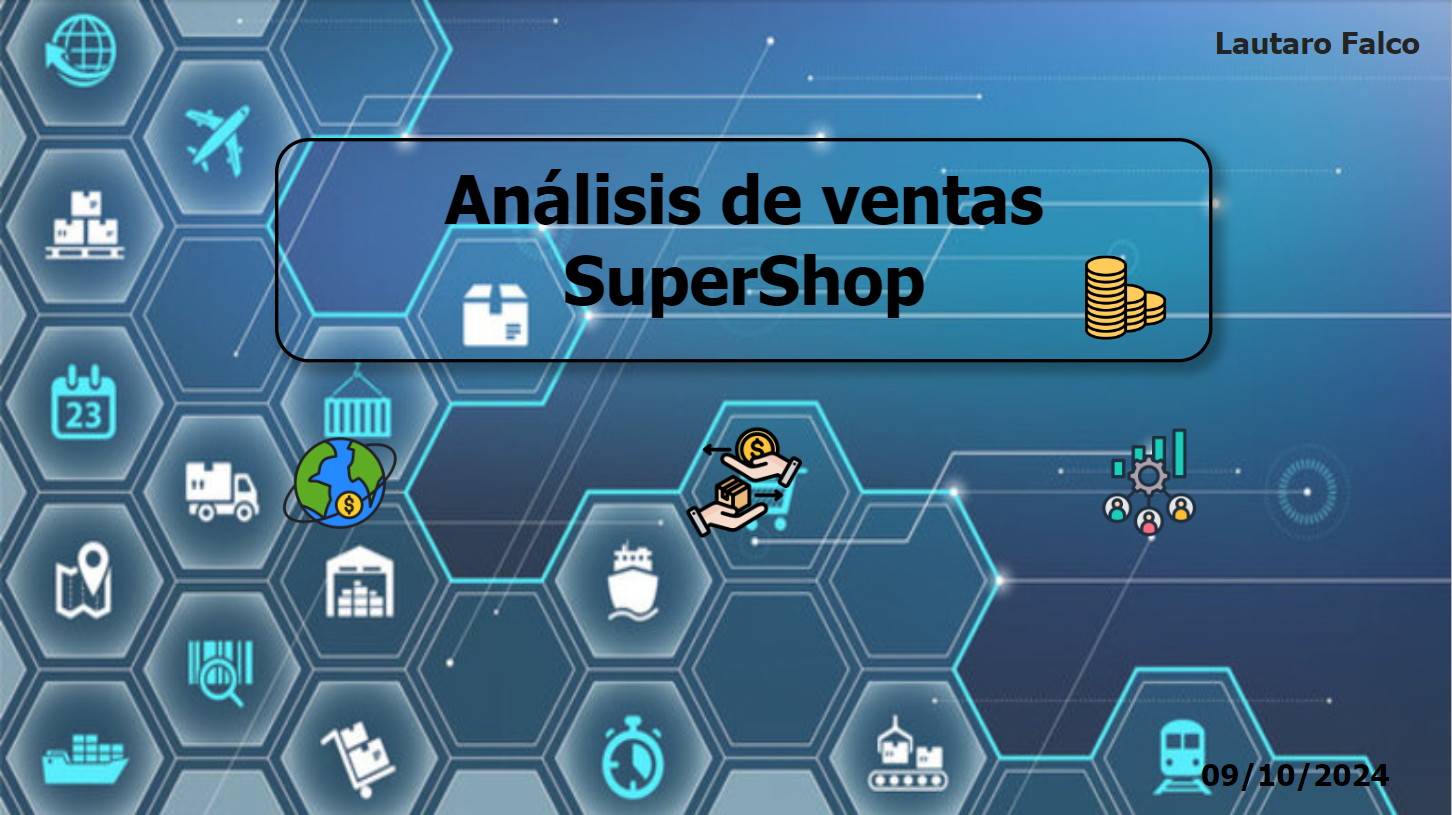 Lautaro Falco
Análisis de ventas
SuperShop
23
$
$
09/10/2024